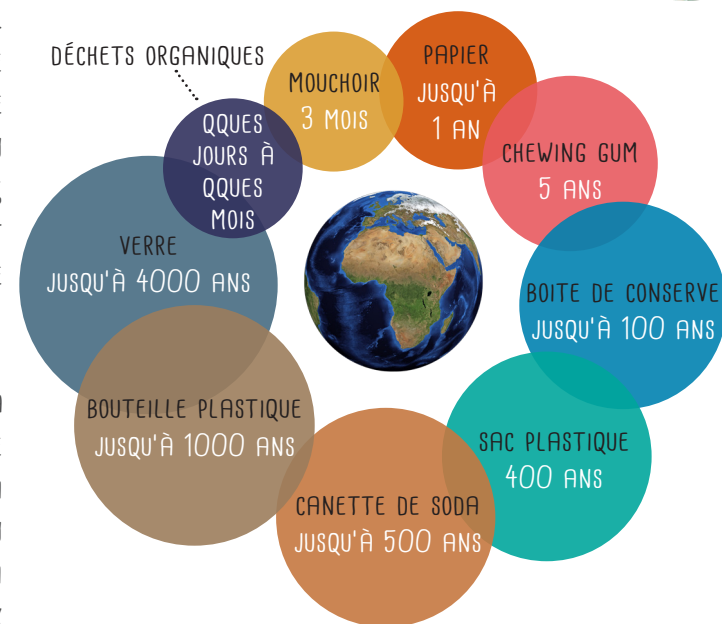 DÉCHETS ORGANIQUES
QQUES
JOURS À
QQUES
MOIS
MOUCHOIR
3 MOIS
PAPIER
JUSQU'À
1 AN
CHEWING GUM
5 ANS
BOITE DE CONSERVE
JUSQU'À 100 ANS
SAC PLASTIQUE
400 ANS
CANETTE DE SODA
JUSQU'À 500 ANS
BOUTEILLE PLASTIQUE
JUSQU'À 1000 ANS
VERRE
JUSQU'À 4000 ANS